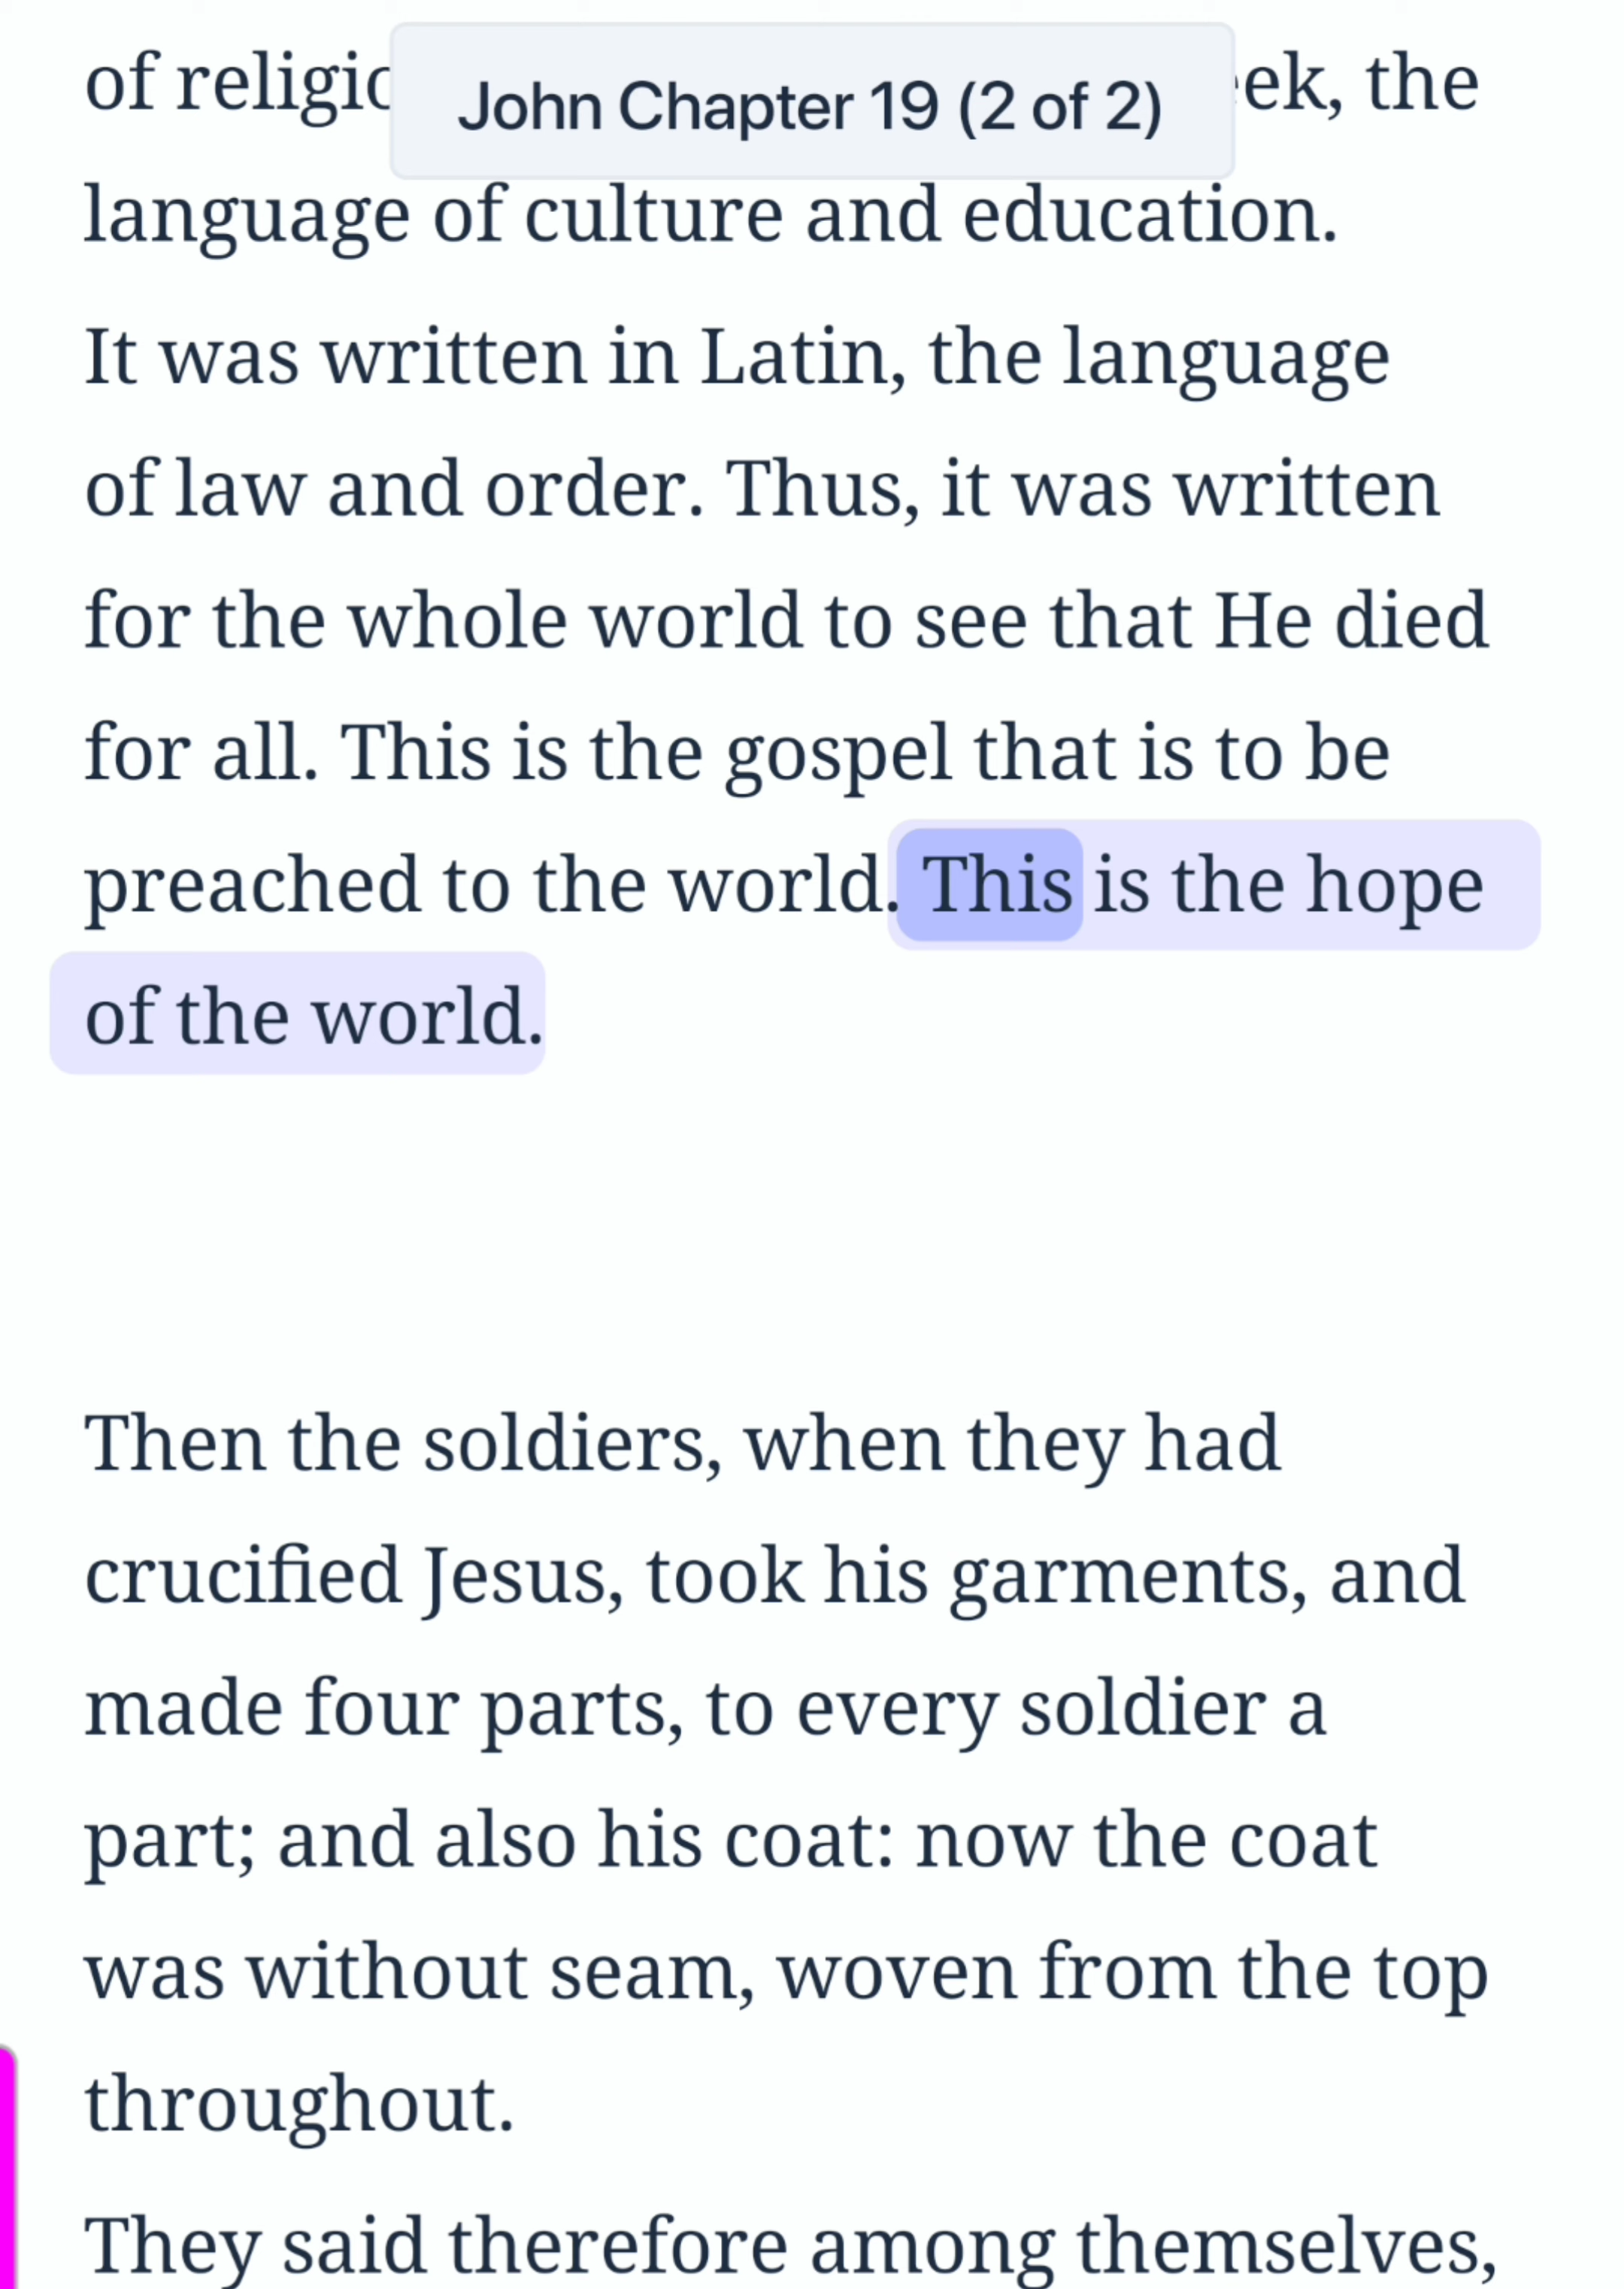 John Chapter 19 (2 of 2)
of the
language of culture and education.
It was written in Latin, the language
of law and order. Thus, it was written
for the whole world to see that He died
for all. This is the gospel that is to be
preached to the world. This is the hope
of the world.
Then the soldiers, when they had
crucified Jesus, took his garments, and
made four parts, to every soldier a
part; and also his coat: now the coat
was without seam, woven from the top
throughout.
They said therefore among themselves,